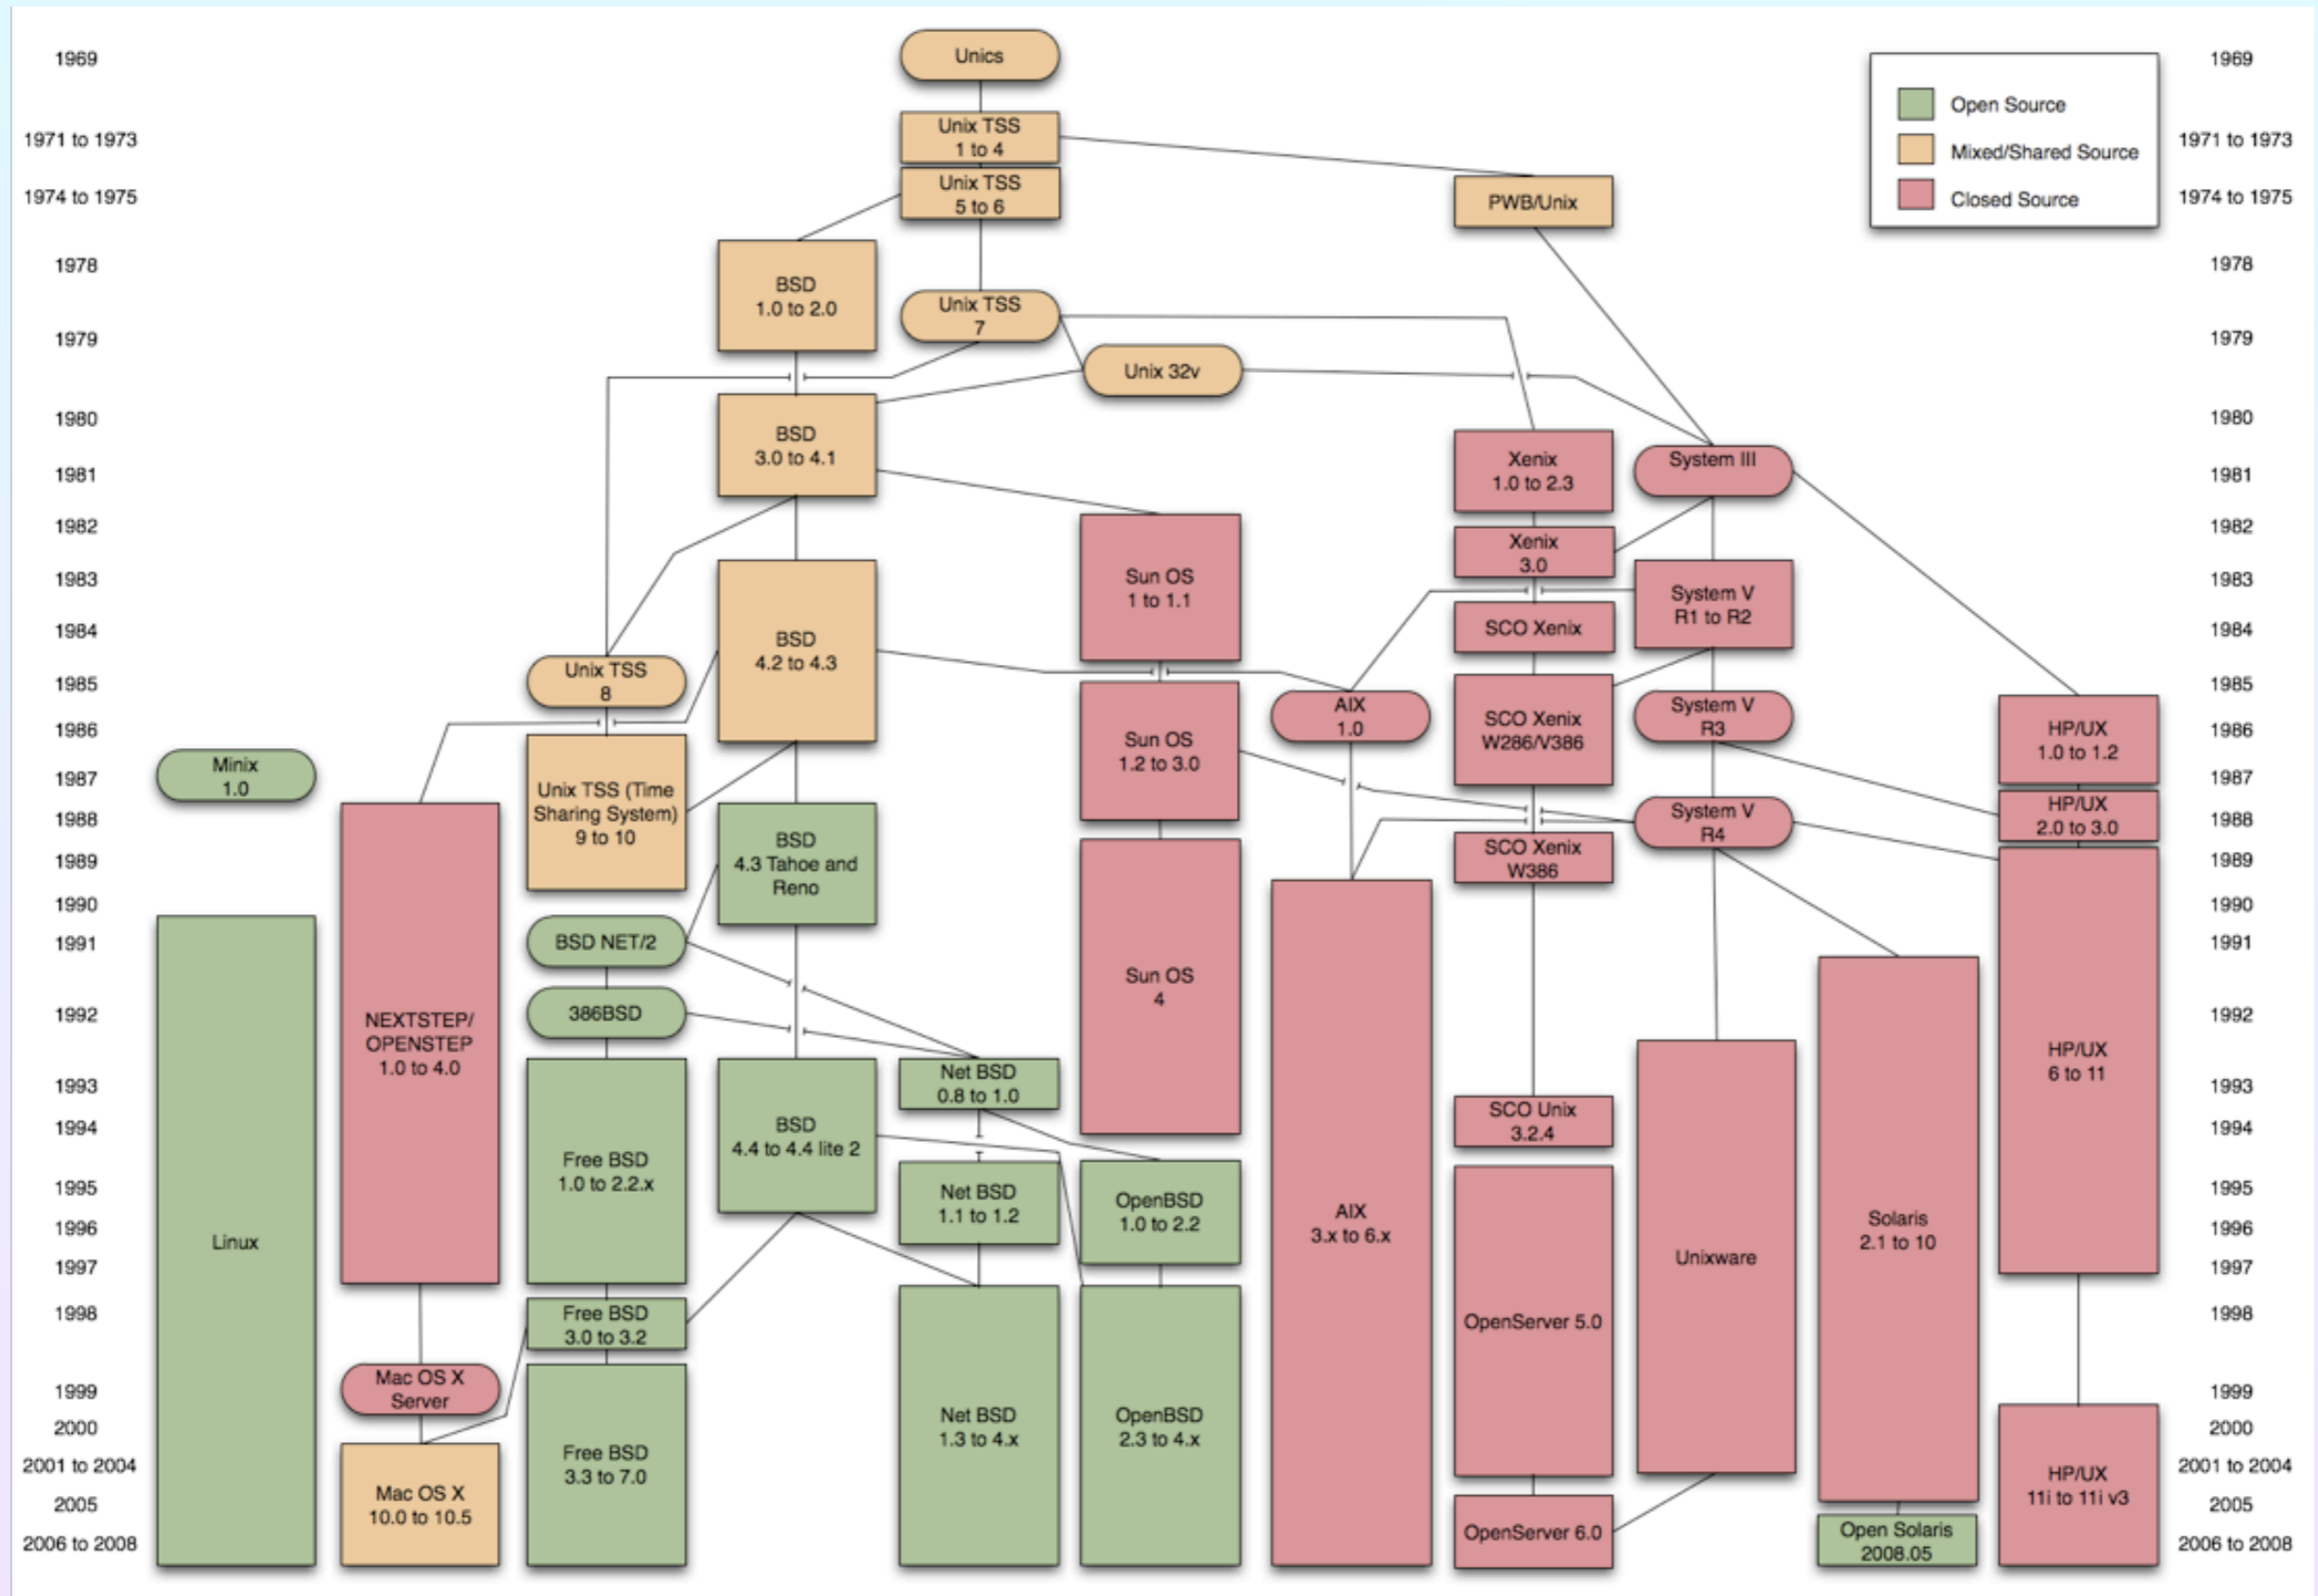 1969
1971 to 1973
1974 to 1975
1978
1979
1980
1981
1982
1983
1984
1985
1986
1987
1988
1989
1990
1991
1992
1993
1994
1995
1996
1997
1998
1999
2000
2001 to 2004
2005
2006 to 2008
Unics
Unix TSS
1 to 4
Unix TSS
5 to 6
PWB/Unix
Open Source
Mixed/Shared Source
Closed Source
BSD
1.0 to 2.0
Unix TSS
7
Unix 32v
BSD
3.0 to 4.1
Xenix
1.0 to 2.3
System III
Sun OS
1 to 1.1
Xenix
3.0
BSD
4.2 to 4.3
System V
R1 to R2
SCO Xenix
Unix TSS
8
Sun OS
1.2 to 3.0
AIX
1.0
SCO Xenix
W286/V386
System V
R3
HP/UX
1.0 to 1.2
Minix
1.0
Unix TSS (Time
Sharing System)
9 to 10
BSD
4.3 Tahoe and
Reno
System V
R4
HP/UX
2.0 to 3.0
SCO Xenix
W386
BSD NET/2
386BSD
Sun OS
4
NEXTSTEP/
OPENSTEP
1.0 to 4.0
HP/UX
6 to 11
Net BSD
0.8 to 1.0
SCO Unix
3.2.4
BSD
4.4 to 4.4 lite 2
Free BSD
1.0 to 2.2.x
Net BSD
1.1 to 1.2
OpenBSD
1.0 to 2.2
Linux
AIX
3.x to 6.x
Unixware
Solaris
2.1 to 10
Free BSD
3.0 to 3.2
OpenServer 5.0
Mac OS X
Server
Net BSD
1.3 to 4.x
OpenBSD
2.3 to 4.x
Free BSD
3.3 to 7.0
Mac OS X
10.0 to 10.5
HP/UX
11i to 11i v3
OpenServer 6.0
Open Solaris
2008.05
1969
1971 to 1973
1974 to 1975
1978
1979
1980
1981
1982
1983
1984
1985
1986
1987
1988
1989
1990
1991
1992
1993
1994
1995
1996
1997
1998
1999
2000
2001 to 2004
2005
2006 to 2008